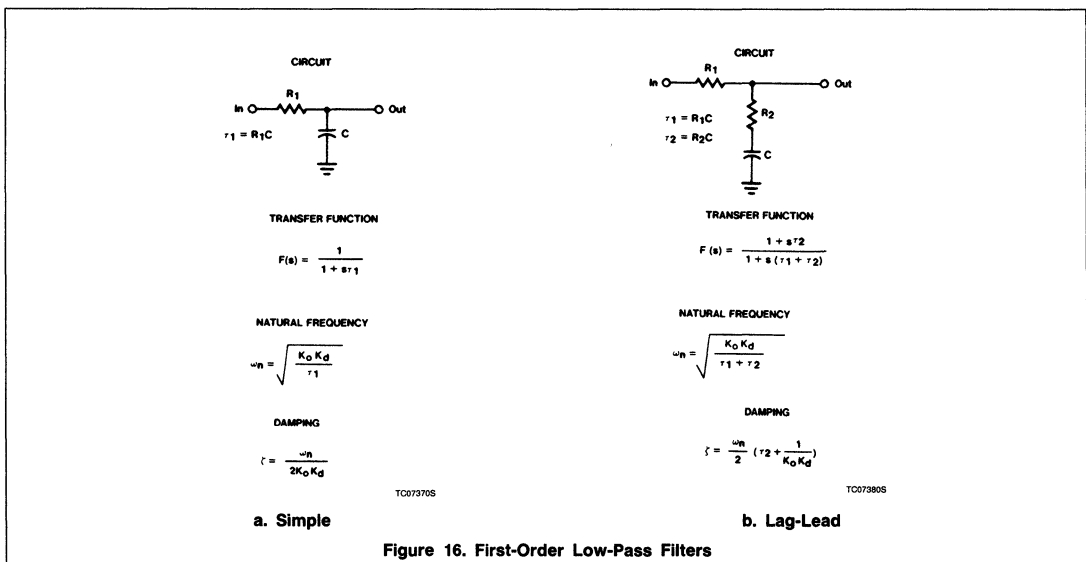 CIRCUIT
R1
In
Out
τ1 = R1C
C
TRANSFER FUNCTION
F(s) = 1 / (1 + sτ1)
NATURAL FREQUENCY
ωn = √(KoKd / τ1)
DAMPING
ζ = ωn / (2KoKd)
TC07370S
a. Simple
CIRCUIT
R1
In
Out
R2
τ1 = R1C
τ2 = R2C
C
TRANSFER FUNCTION
F (s) = (1 + sτ2) / (1 + s (τ1 + τ2))
NATURAL FREQUENCY
ωn = √(KoKd / (τ1 + τ2))
DAMPING
ζ = ωn / 2 (τ2 + 1 / (KoKd))
TC07380S
b. Lag-Lead
Figure 16. First-Order Low-Pass Filters